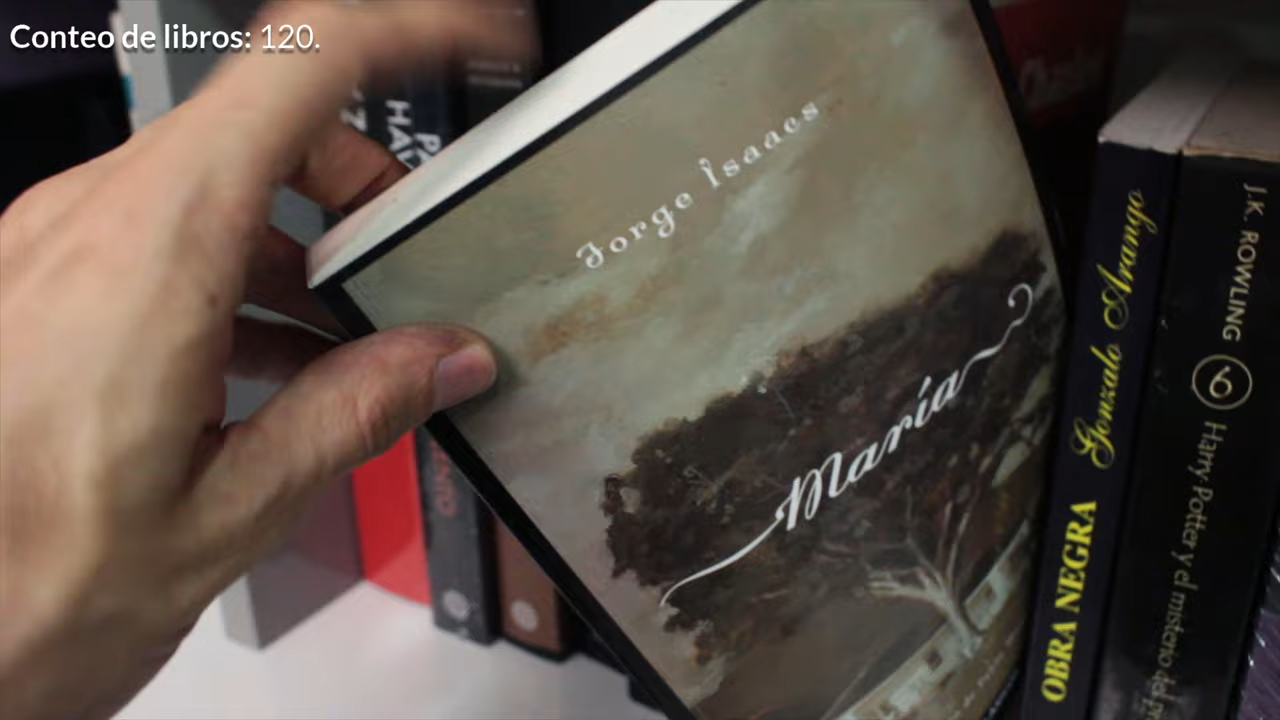 Conteo de libros: 120.
Jorge Isaacs
María
Gonzalo Arango
OBRA NEGRA
J.K. ROWLING
6
Harry Potter y el misterio del